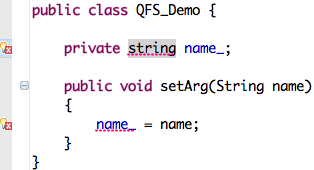 public class QFS_Demo {
private string name_;
public void setArg(String name)
{
name_ = name;
}
}